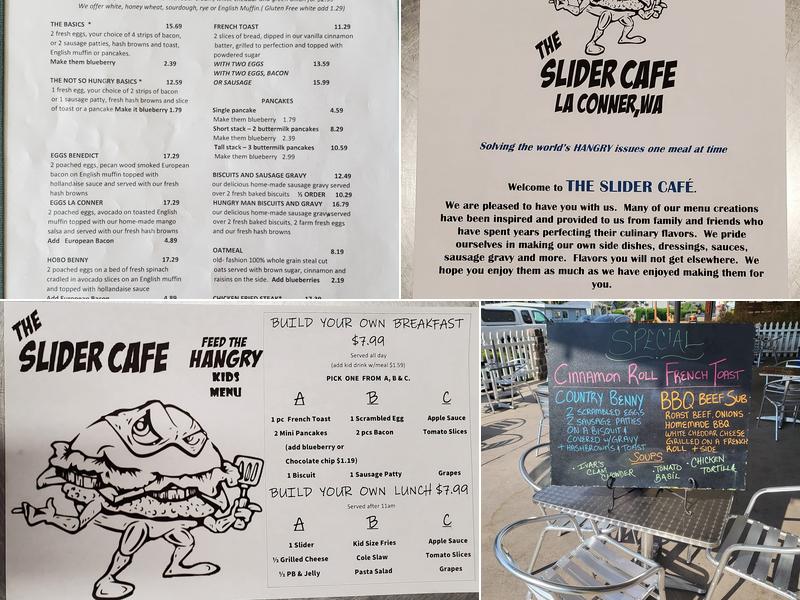 We offer white, honey wheat, sourdough, rye or English Muffin.( Gluten Free white add 1.29)
THE BASICS * 15.69
2 fresh eggs, your choice of 4 strips of bacon,
or 2 sausage patties, hash browns and toast,
English muffin or pancakes.
Make them blueberry 2.39
THE NOT SO HUNGRY BASICS * 12.59
1 fresh egg, your choice of 2 strips of bacon
or 1 sausage patty, fresh hash browns and slice
of toast or a pancake Make it blueberry 1.79
EGGS BENEDICT 17.29
2 poached eggs, pecan wood smoked European
bacon on English muffin topped with
hollandaise sauce and served with our fresh
hash browns
EGGS LA CONNER 17.29
2 poached eggs, avocado on toasted English
muffin topped with our home-made mango
salsa and served with our fresh hash browns
Add European Bacon 4.89
HOBO BENNY 17.29
2 poached eggs on a bed of fresh spinach
cradled in avocado slices on an English muffin
and topped with hollandaise sauce
Add European Bacon 4.89
FRENCH TOAST 11.29
2 slices of bread, dipped in our vanilla cinnamon
batter, grilled to perfection and topped with
powdered sugar
WITH TWO EGGS 13.59
WITH TWO EGGS, BACON
OR SAUSAGE 15.99
PANCAKES
Single pancake 4.59
Make them blueberry 1.79
Short stack – 2 buttermilk pancakes 8.29
Make them blueberry 2.39
Tall stack – 3 buttermilk pancakes 10.59
Make them blueberry 2.99
BISCUITS AND SAUSAGE GRAVY 12.49
our delicious home-made sausage gravy served
over 2 fresh baked biscuits ½ ORDER 10.29
HUNGRY MAN BISCUITS AND GRAVY 16.79
our delicious home-made sausage gravy served
over 2 fresh baked biscuits, 2 farm fresh eggs
and our fresh hash browns
OATMEAL 8.19
old- fashion 100% whole grain steal cut
oats served with brown sugar, cinnamon and
raisins on the side. Add blueberries 2.19
CHICKEN FRIED STEAK* 17.29
THE
SLIDER CAFE
LA CONNER,WA
Solving the world's HANGRY issues one meal at time
Welcome to THE SLIDER CAFÉ.
We are pleased to have you with us. Many of our menu creations
have been inspired and provided to us from family and friends who
have spent years perfecting their culinary flavors. We pride
ourselves in making our own side dishes, dressings, sauces,
sausage gravy and more. Flavors you will not get elsewhere. We
hope you enjoy them as much as we have enjoyed making them for
you.
THE
SLIDER CAFE
FEED THE
HANGRY
KIDS
MENU
BUILD YOUR OWN BREAKFAST
$7.99
Served all day
(add kid drink w/meal $1.59)
PICK ONE FROM A, B & C.
A B C
1 pc French Toast 1 Scrambled Egg Apple Sauce
2 Mini Pancakes 2 pcs Bacon Tomato Slices
(add blueberry or
Chocolate chip $1.19)
1 Biscuit 1 Sausage Patty Grapes
BUILD YOUR OWN LUNCH $7.99
Served after 11am
A B C
1 Slider Kid Size Fries Apple Sauce
½ Grilled Cheese Cole Slaw Tomato Slices
½ PB & Jelly Pasta Salad Grapes
SPECIAL
CINNAMON ROLL FRENCH TOAST
COUNTRY BENNY
2 SCRAMBLED EGGS
2 SAUSAGE PATTIES
ON A BISQUIT &
COVERED W/GRAVY
+ HASHBROWNS & TOAST
BBQ BEEF SUB
ROAST BEEF, ONIONS
HOMEMADE BBQ
WHITE CHEDDAR CHEESE
GRILLED ON A FRENCH
ROLL + SIDE
SOUPS
• IVAR'S CLAM CHOWDER
• TOMATO BASIL
• CHICKEN TORTILLA